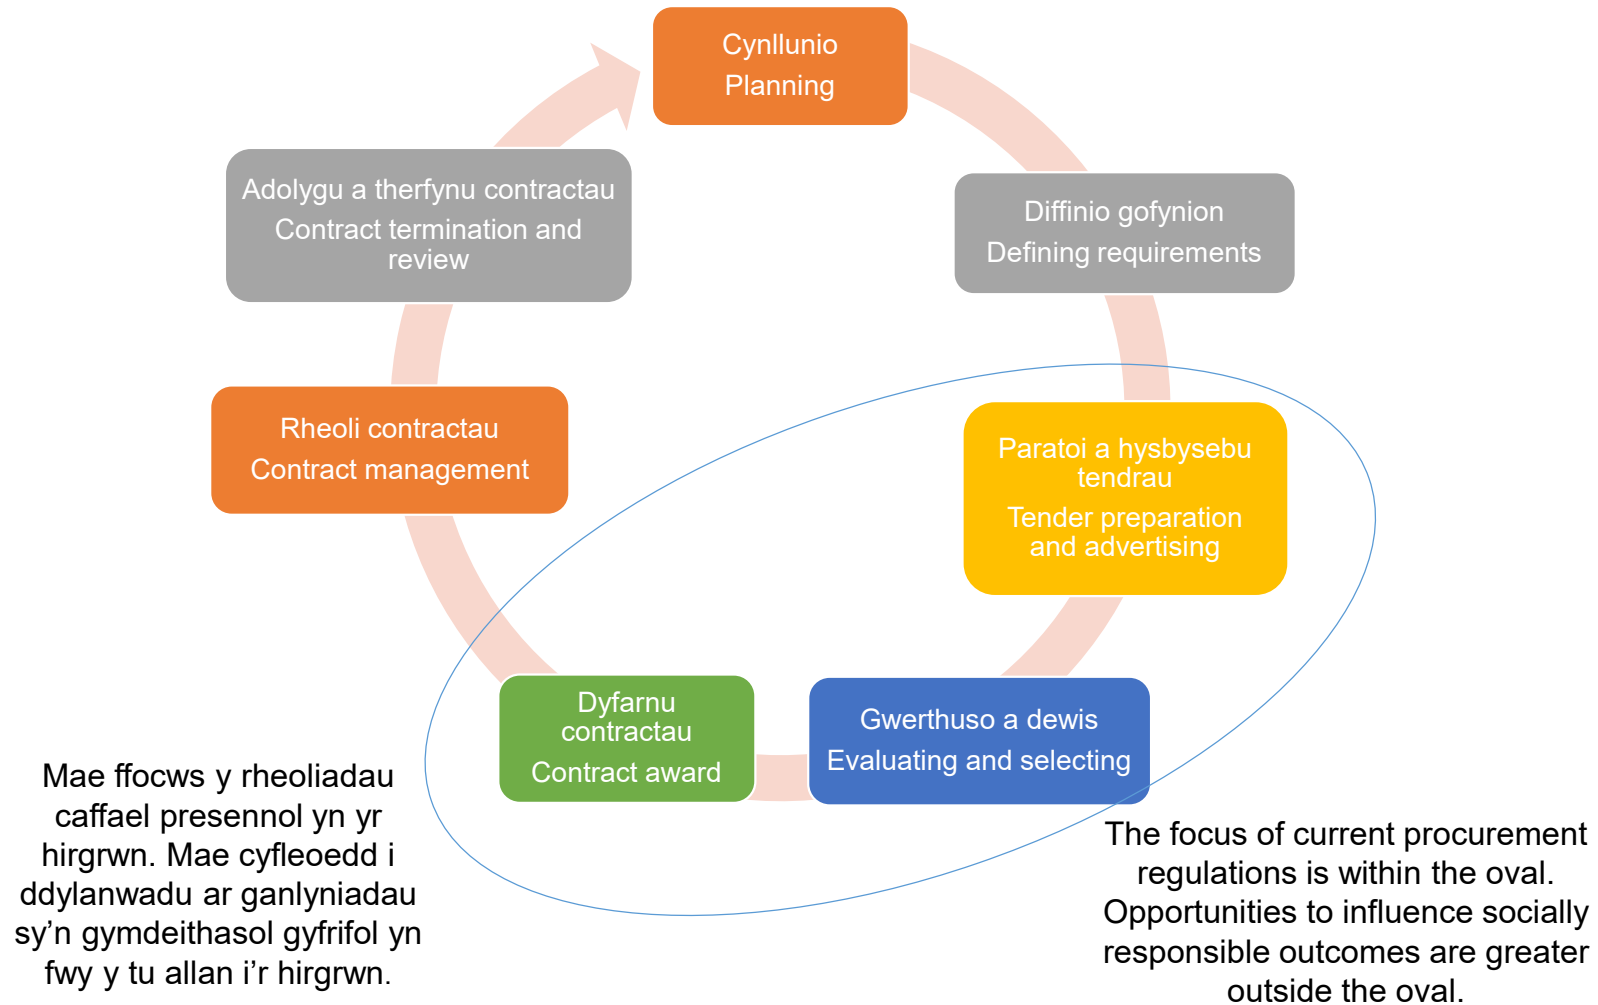 Cynllunio
Planning
Diffinio gofynion
Defining requirements
Paratoi a hysbysebu
tendrau
Tender preparation
and advertising
Gwerthuso a dewis
Evaluating and selecting
Dyfarnu
contractau
Contract award
Rheoli contractau
Contract management
Adolygu a therfynu contractau
Contract termination and
review
Mae ffocws y rheoliadau
caffael presennol yn yr
hirgrwn. Mae cyfleoedd i
ddylanwadu ar ganlyniadau
sy’n gymdeithasol gyfrifol yn
fwy y tu allan i’r hirgrwn.
The focus of current procurement
regulations is within the oval.
Opportunities to influence socially
responsible outcomes are greater
outside the oval.